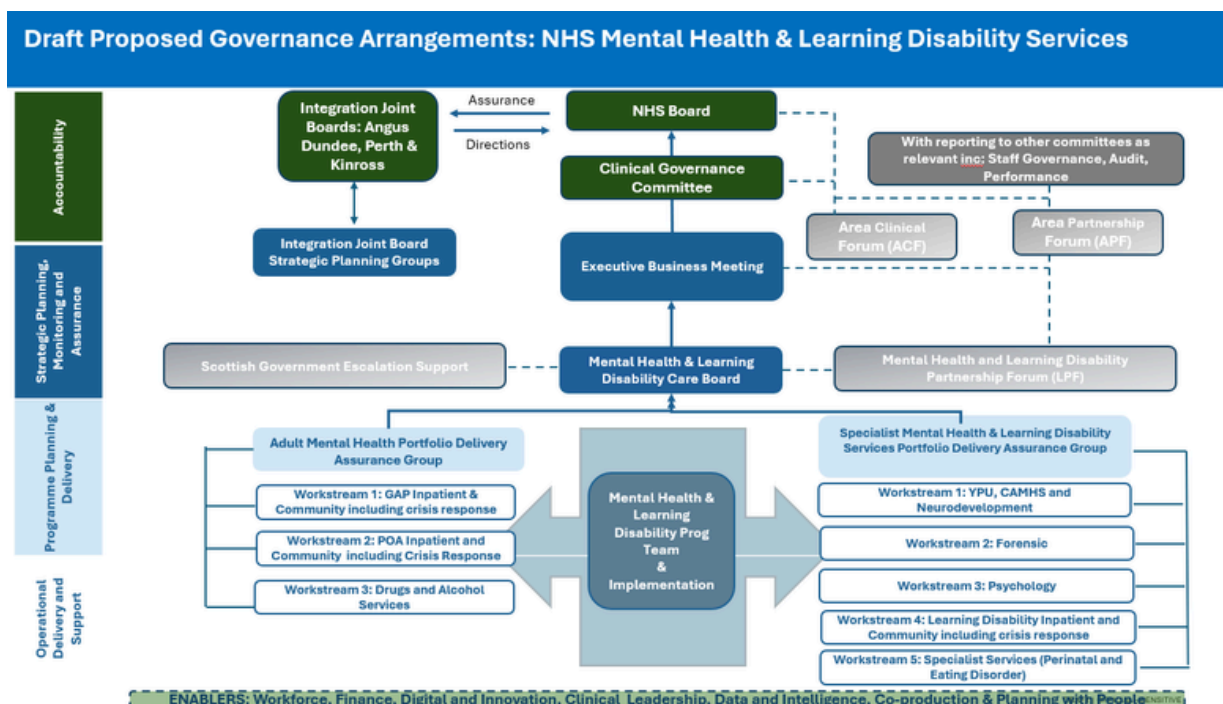 Draft Proposed Governance Arrangements: NHS Mental Health & Learning Disability Services
Accountability
Strategic Planning,
Monitoring and
Assurance
Programme Planning &
Delivery
Operational
Delivery and
Support
Integration Joint
Boards: Angus
Dundee, Perth &
Kinross
Assurance
Directions
NHS Board
Clinical Governance
Committee
With reporting to other committees as
relevant inc: Staff Governance, Audit,
Performance
Area Clinical
Forum (ACF)
Area Partnership
Forum (APF)
Integration Joint Board
Strategic Planning Groups
Executive Business Meeting
Scottish Government Escalation Support
Mental Health & Learning
Disability Care Board
Mental Health and Learning Disability
Partnership Forum (LPF)
Adult Mental Health Portfolio Delivery
Assurance Group
Workstream 1: GAP Inpatient &
Community including crisis response
Workstream 2: POA Inpatient and
Community including Crisis Response
Workstream 3: Drugs and Alcohol
Services
Mental Health &
Learning
Disability Prog
Team
&
Implementation
Specialist Mental Health & Learning Disability
Services Portfolio Delivery Assurance Group
Workstream 1: YPU, CAMHS and
Neurodevelopment
Workstream 2: Forensic
Workstream 3: Psychology
Workstream 4: Learning Disability Inpatient and
Community including crisis response
Workstream 5: Specialist Services (Perinatal and
Eating Disorder)
ENABLERS: Workforce, Finance, Digital and Innovation, Clinical Leadership, Data and Intelligence, Co-production & Planning with People